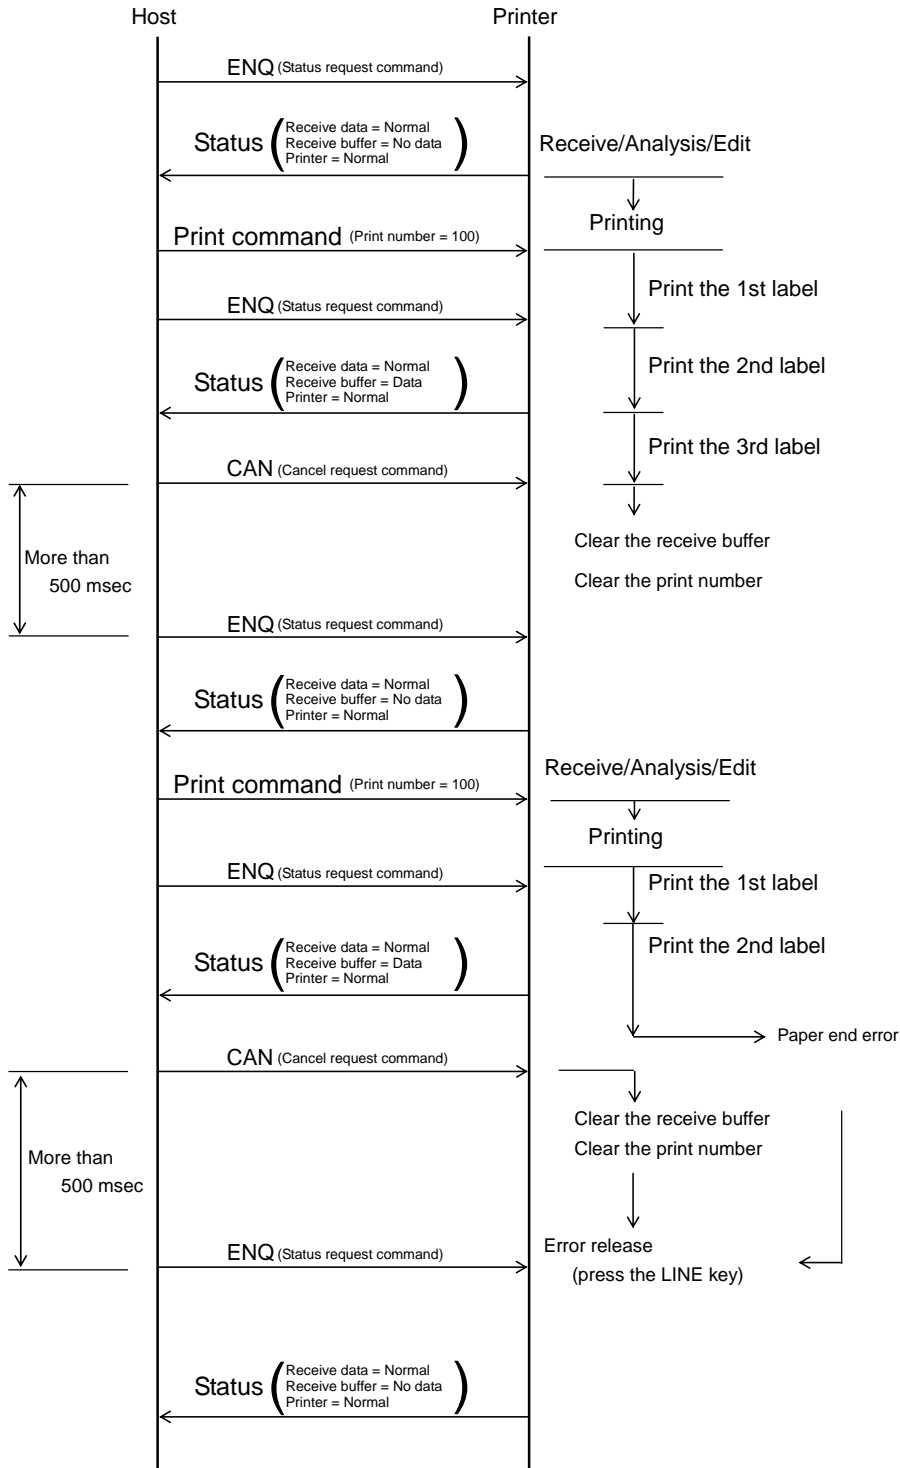 Host
Printer
ENQ (Status request command)
Status ( Receive data = Normal
Receive buffer = No data
Printer = Normal )
Receive/Analysis/Edit
Printing
Print command (Print number = 100)
Print the 1st label
ENQ (Status request command)
Status ( Receive data = Normal
Receive buffer = Data
Printer = Normal )
Print the 2nd label
Print the 3rd label
CAN (Cancel request command)
More than
500 msec
Clear the receive buffer
Clear the print number
ENQ (Status request command)
Status ( Receive data = Normal
Receive buffer = No data
Printer = Normal )
Receive/Analysis/Edit
Print command (Print number = 100)
Printing
ENQ (Status request command)
Print the 1st label
Print the 2nd label
Status ( Receive data = Normal
Receive buffer = Data
Printer = Normal )
Paper end error
CAN (Cancel request command)
More than
500 msec
Clear the receive buffer
Clear the print number
ENQ (Status request command)
Error release
(press the LINE key)
Status ( Receive data = Normal
Receive buffer = No data
Printer = Normal )